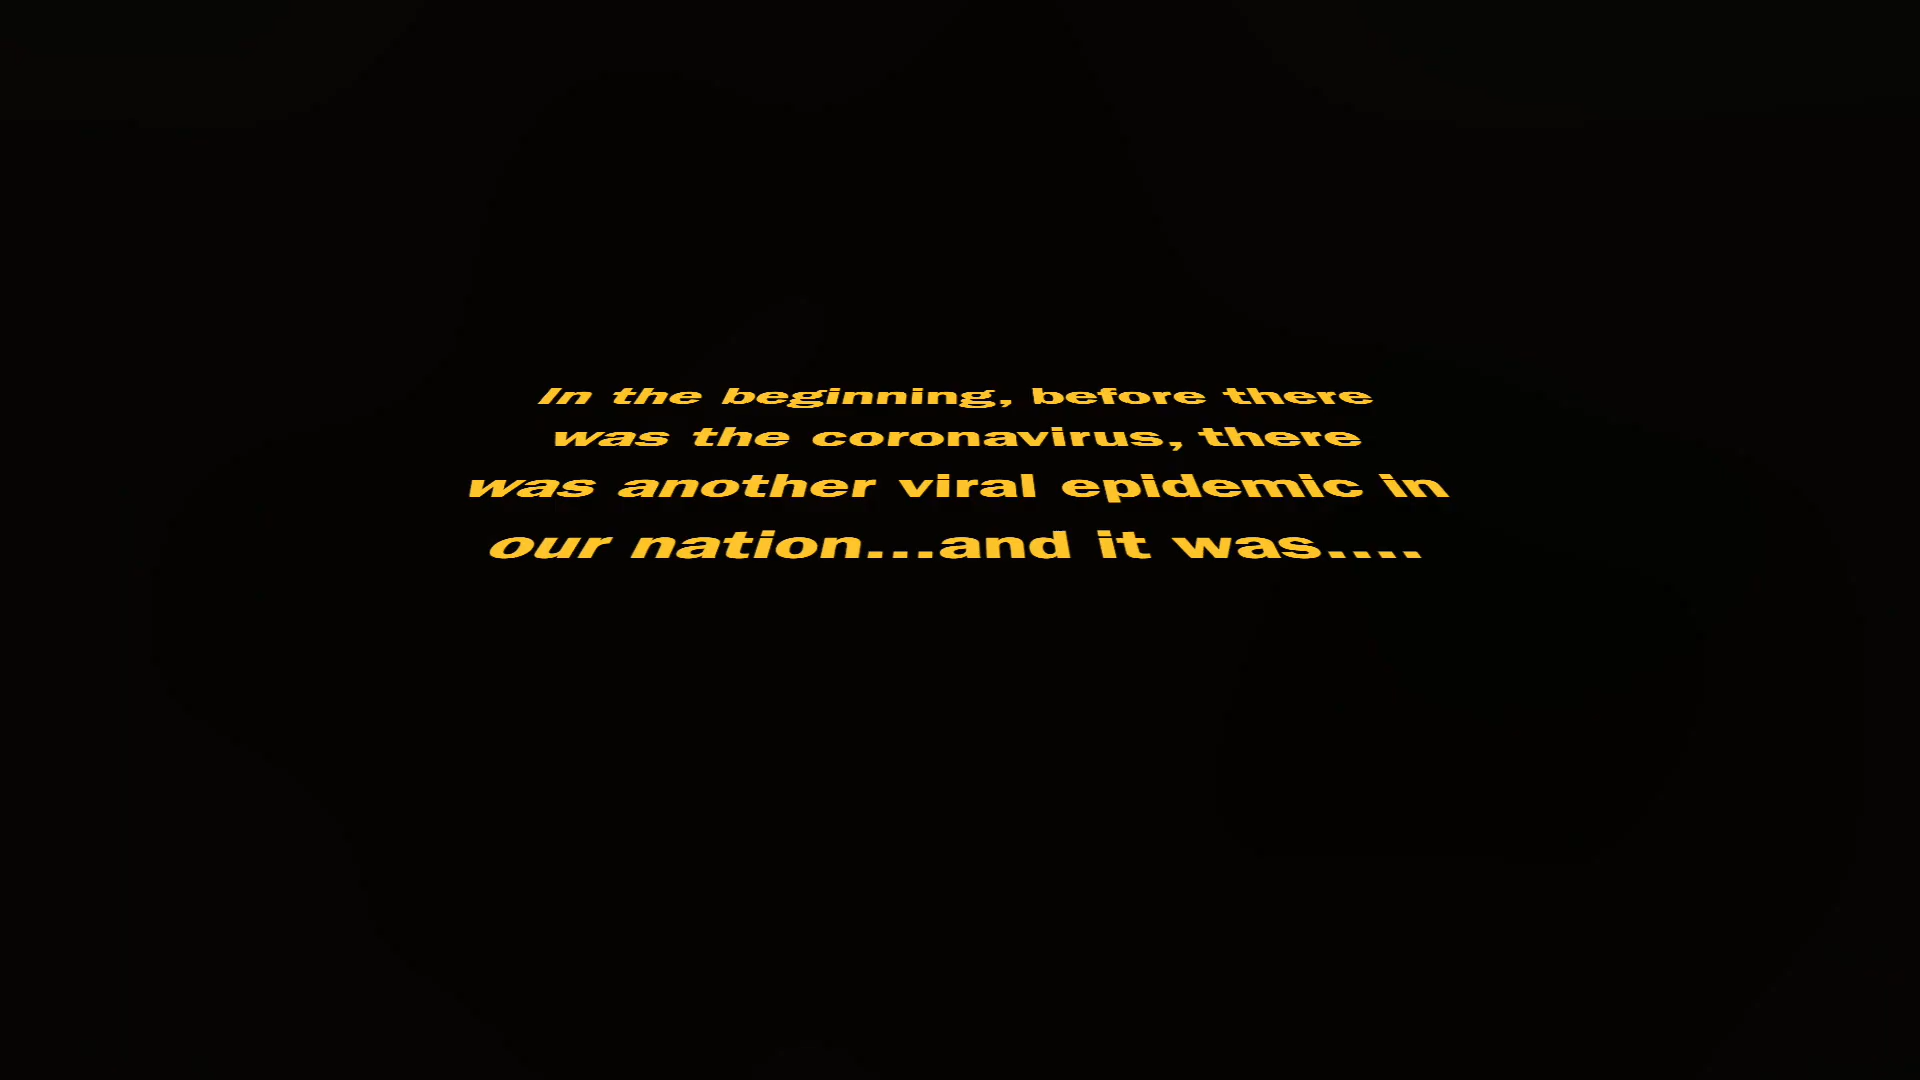 In the beginning, before there
was the coronavirus, there
was another viral epidemic in
our nation...and it was....